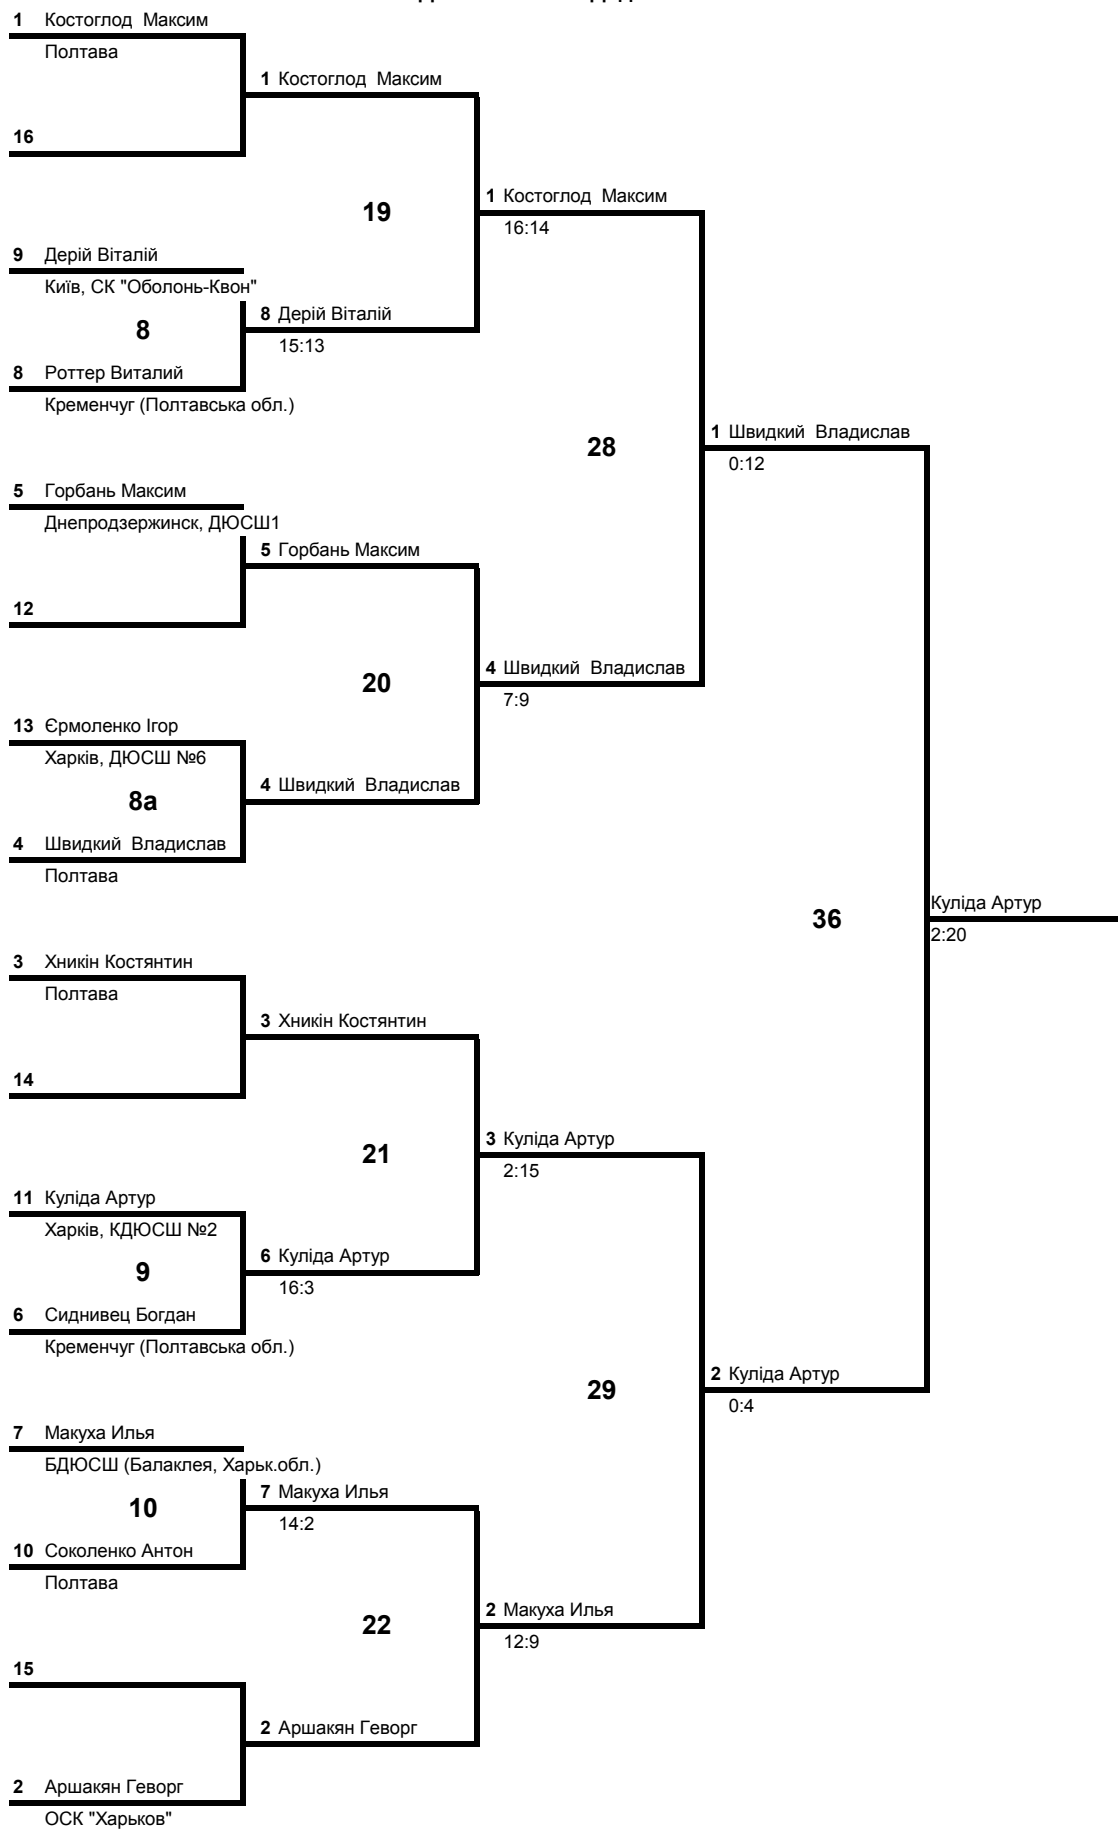 1 Костоглод Максим
Полтава
1 Костоглод Максим
16
1 Костоглод Максим
19
16:14
9 Дерій Віталій
Київ, СК "Оболонь-Квон"
8 Дерій Віталій
8
15:13
8 Роттер Виталий
Кременчуг (Полтавська обл.)
1 Швидкий Владислав
28
0:12
5 Горбань Максим
Днепродзержинск, ДЮСШ1
5 Горбань Максим
12
4 Швидкий Владислав
20
7:9
13 Єрмоленко Ігор
Харків, ДЮСШ №6
4 Швидкий Владислав
8а
4 Швидкий Владислав
Полтава
Куліда Артур
36
2:20
3 Хникін Костянтин
Полтава
3 Хникін Костянтин
14
3 Куліда Артур
21
2:15
11 Куліда Артур
Харків, КДЮСШ №2
6 Куліда Артур
9
16:3
6 Сиднивец Богдан
Кременчуг (Полтавська обл.)
2 Куліда Артур
29
0:4
7 Макуха Илья
БДЮСШ (Балаклея, Харьк.обл.)
7 Макуха Илья
10
14:2
10 Соколенко Антон
Полтава
2 Макуха Илья
22
12:9
15
2 Аршакян Геворг
2 Аршакян Геворг
ОСК "Харьков"